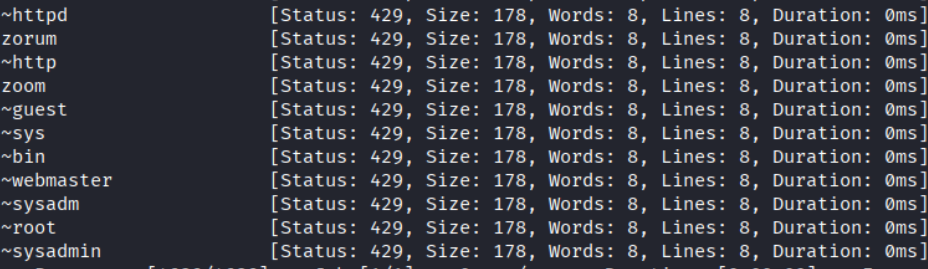 ~httpd [Status: 429, Size: 178, Words: 8, Lines: 8, Duration: 0ms]
zorum [Status: 429, Size: 178, Words: 8, Lines: 8, Duration: 0ms]
~http [Status: 429, Size: 178, Words: 8, Lines: 8, Duration: 0ms]
zoom [Status: 429, Size: 178, Words: 8, Lines: 8, Duration: 0ms]
~guest [Status: 429, Size: 178, Words: 8, Lines: 8, Duration: 0ms]
~sys [Status: 429, Size: 178, Words: 8, Lines: 8, Duration: 0ms]
~bin [Status: 429, Size: 178, Words: 8, Lines: 8, Duration: 0ms]
~webmaster [Status: 429, Size: 178, Words: 8, Lines: 8, Duration: 0ms]
~sysadm [Status: 429, Size: 178, Words: 8, Lines: 8, Duration: 0ms]
~root [Status: 429, Size: 178, Words: 8, Lines: 8, Duration: 0ms]
~sysadmin [Status: 429, Size: 178, Words: 8, Lines: 8, Duration: 0ms]